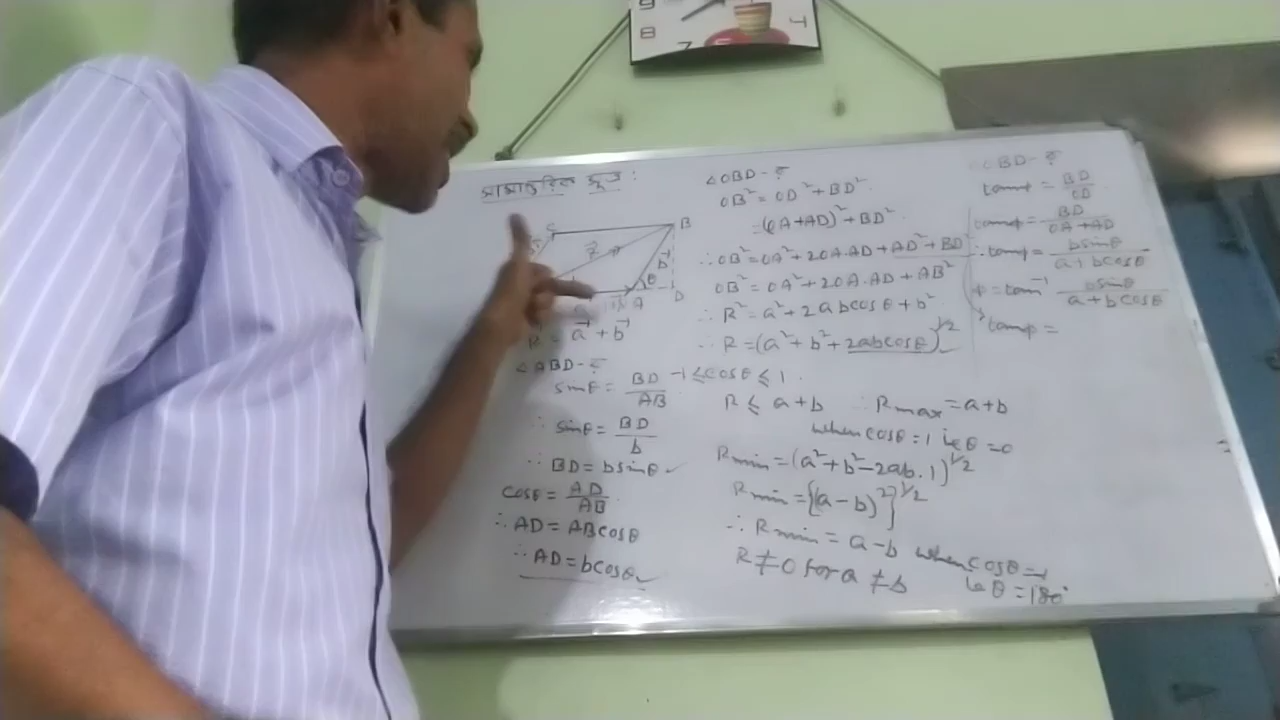 9
8
7
4
সামান্তরিক সূত্র :
C
B
R⃗
b⃗
θ
A
D
R⃗ = a⃗ + b⃗
△ABD-এ
sinθ = BD/AB
∴ sinθ = BD/b
∴ BD = bsinθ ✓
cosθ = AD/AB
∴ AD = ABcosθ
∴ AD = bcosθ ✓
△OBD-এ
OB² = OD² + BD²
= (OA + AD)² + BD²
∴ OB² = OA² + 2OA.AD + AD² + BD²
OB² = OA² + 2OA.AD + AB²
∴ R² = a² + 2abcosθ + b²
∴ R = (a² + b² + 2abcosθ)^1/2
-1 ≤ cosθ ≤ 1
R ≤ a+b ∴ Rmax = a+b
when cosθ = 1 ie θ = 0
Rmin = (a² + b² - 2ab.1)^1/2
Rmin = {(a-b)²}^1/2
∴ Rmin = a-b when cosθ = -1
ie θ = 180°
R ≠ 0 for a ≠ b
△OBD-এ
tanφ = BD/OD
tanφ = BD/OA + AD
∴ tanφ = bsinθ/a + bcosθ
φ = tan⁻¹ bsinθ/a + bcosθ
tanφ =